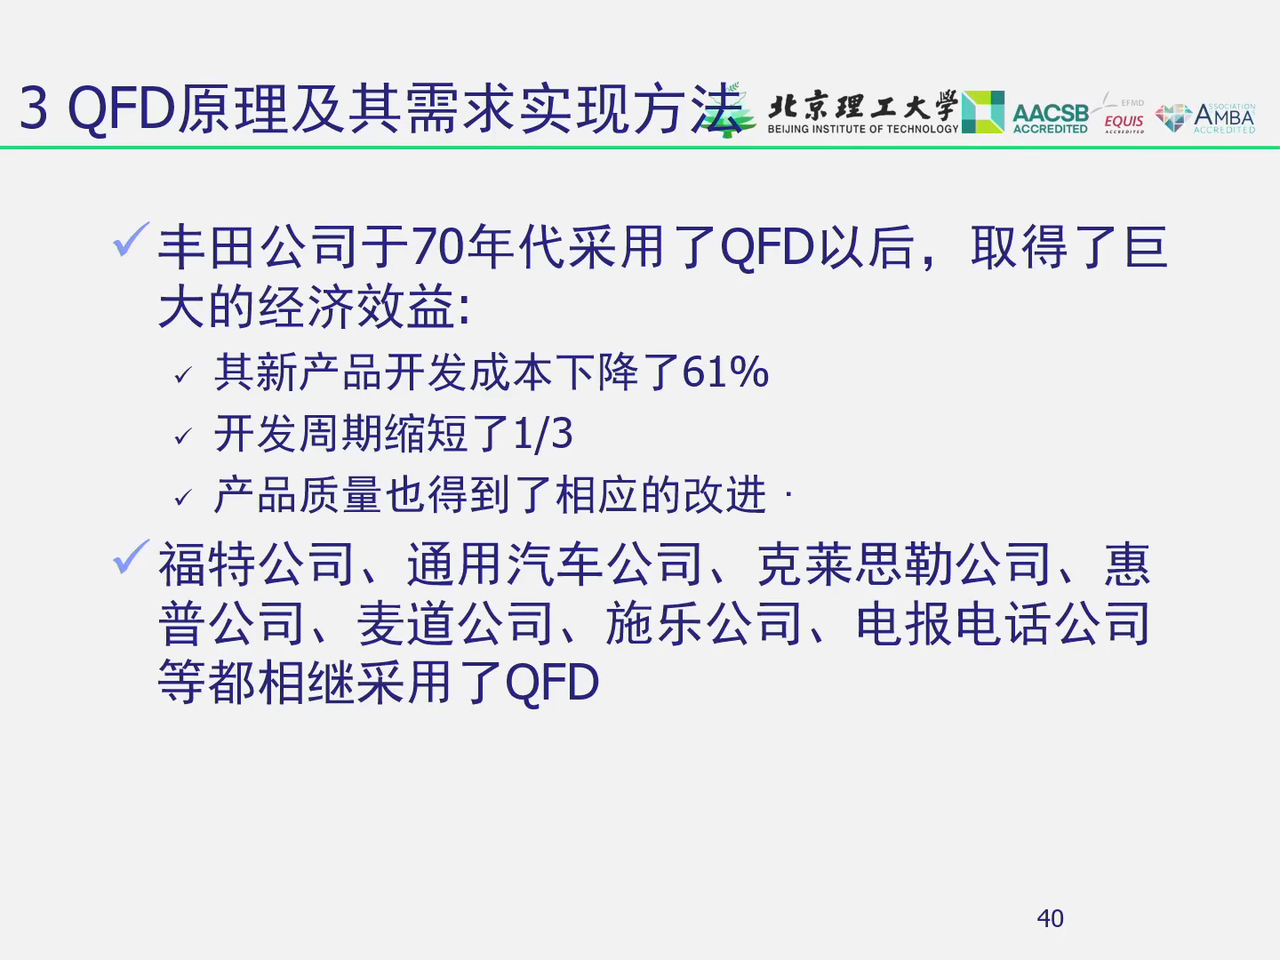 3 QFD原理及其需求实现方法
北京理工大学
BEIJING INSTITUTE OF TECHNOLOGY
AACSB
ACCREDITED
EFMD
EQUIS
ACCREDITED
ASSOCIATION
AMBA
ACCREDITED
丰田公司于70年代采用了QFD以后，取得了巨
大的经济效益:
其新产品开发成本下降了61%
开发周期缩短了1/3
产品质量也得到了相应的改进·
福特公司、通用汽车公司、克莱思勒公司、惠
普公司、麦道公司、施乐公司、电报电话公司
等都相继采用了QFD
40